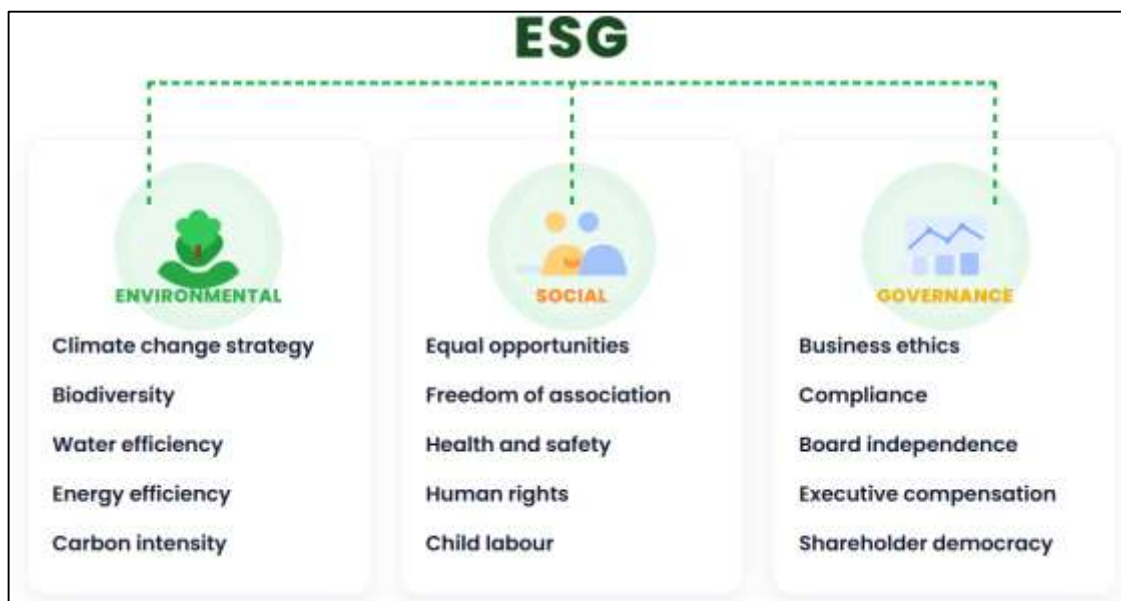 ESG
ENVIRONMENTAL
Climate change strategy
Biodiversity
Water efficiency
Energy efficiency
Carbon intensity
SOCIAL
Equal opportunities
Freedom of association
Health and safety
Human rights
Child labour
GOVERNANCE
Business ethics
Compliance
Board independence
Executive compensation
Shareholder democracy